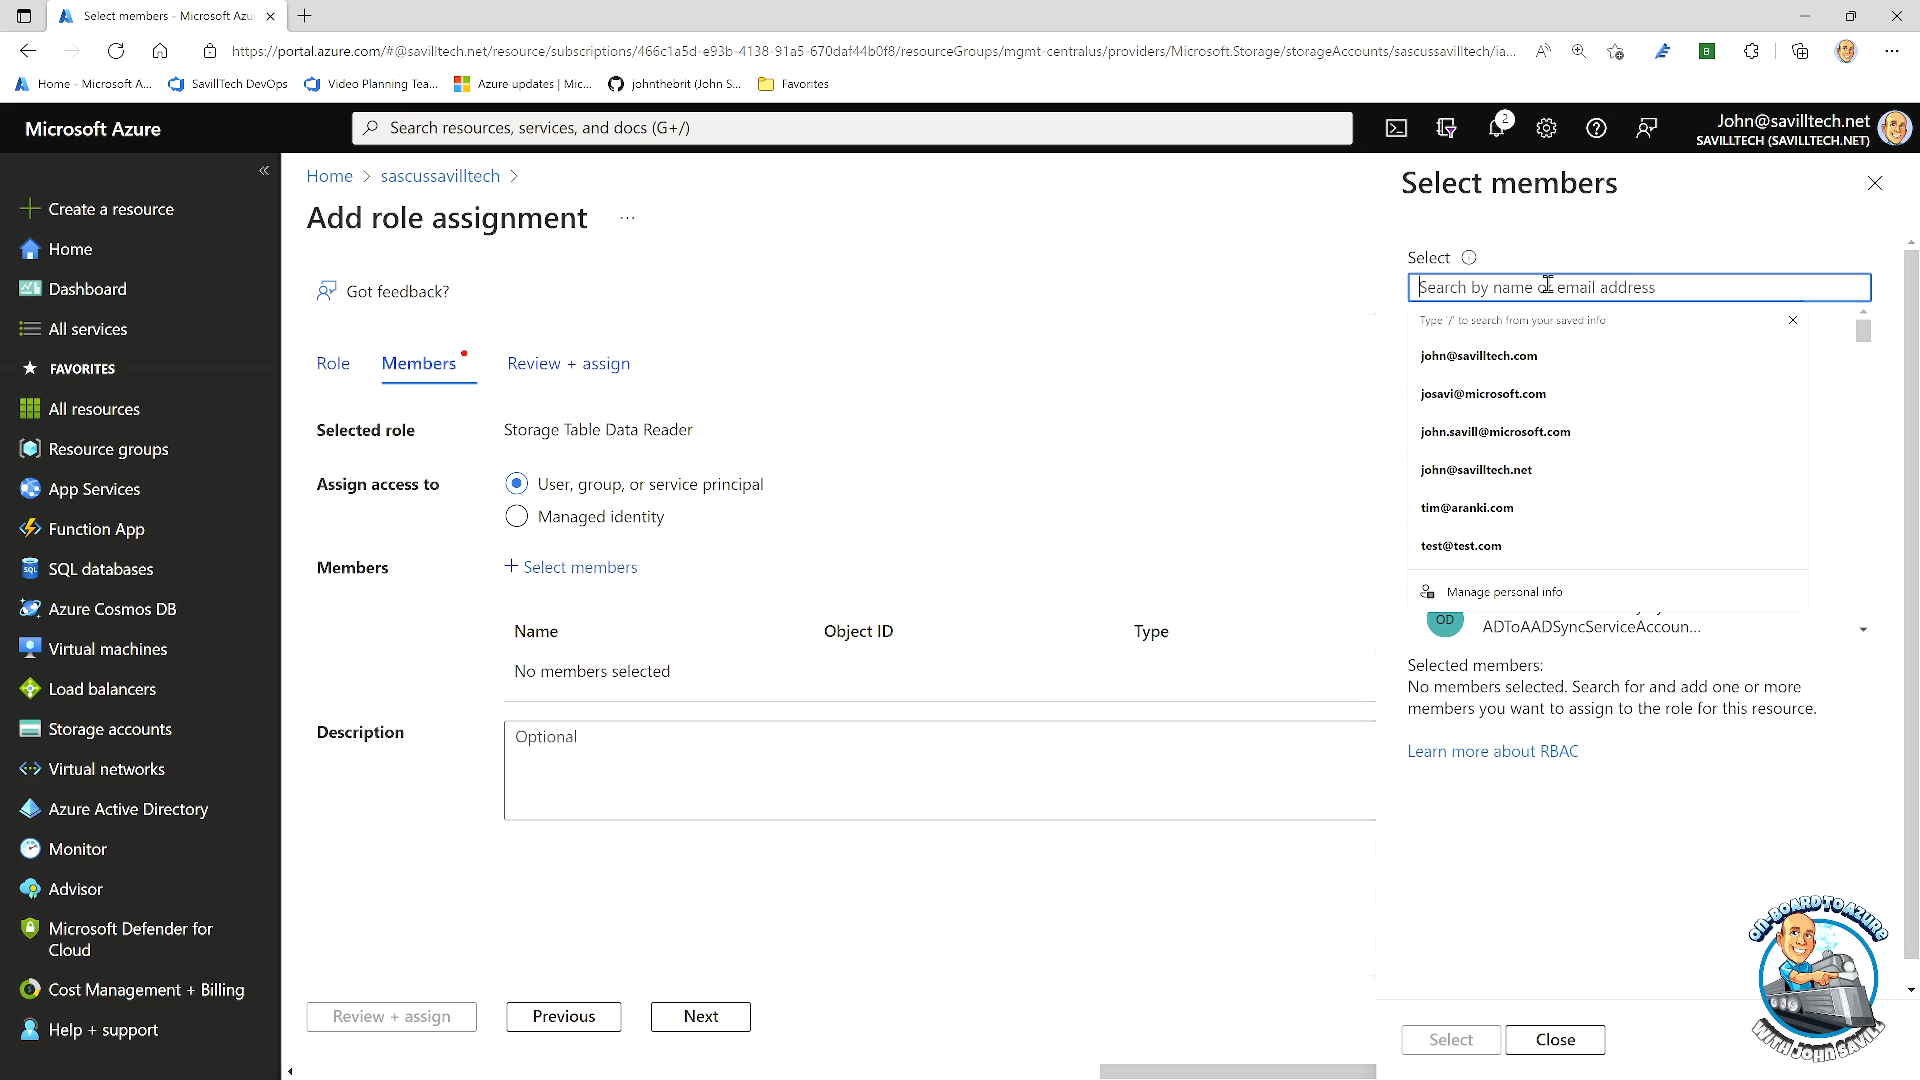 Select members - Microsoft Azu
https://portal.azure.com/#@savilltech.net/resource/subscriptions/466c1a5d-e93b-4138-91a5-670daf44b0f8/resourceGroups/mgmt-centralus/providers/Microsoft.Storage/storageAccounts/sascussavilltech/ia...
Home - Microsoft A...
SavillTech DevOps
Video Planning Tea...
Azure updates | Mic...
johnthebrit (John S...
Favorites
Microsoft Azure
Search resources, services, and docs (G+/)
2
John@savilltech.net
SAVILLTECH (SAVILLTECH.NET)
Create a resource
Home
Dashboard
All services
FAVORITES
All resources
Resource groups
App Services
Function App
SQL databases
Azure Cosmos DB
Virtual machines
Load balancers
Storage accounts
Virtual networks
Azure Active Directory
Monitor
Advisor
Microsoft Defender for
Cloud
Cost Management + Billing
Help + support
Home > sascussavilltech >
Add role assignment ...
Got feedback?
Role
Members
Review + assign
Selected role
Storage Table Data Reader
Assign access to
User, group, or service principal
Managed identity
Members
+ Select members
Name
Object ID
Type
No members selected
Description
Optional
Review + assign
Previous
Next
Select members
Select
Search by name or email address
Type '/' to search from your saved info
john@savilltech.com
josavi@microsoft.com
john.savill@microsoft.com
john@savilltech.net
tim@aranki.com
test@test.com
Manage personal info
OD
ADToAADSyncServiceAccoun...
Selected members:
No members selected. Search for and add one or more
members you want to assign to the role for this resource.
Learn more about RBAC
Select
Close
ON-BOARD TO AZURE
WITH JOHN SAVILL